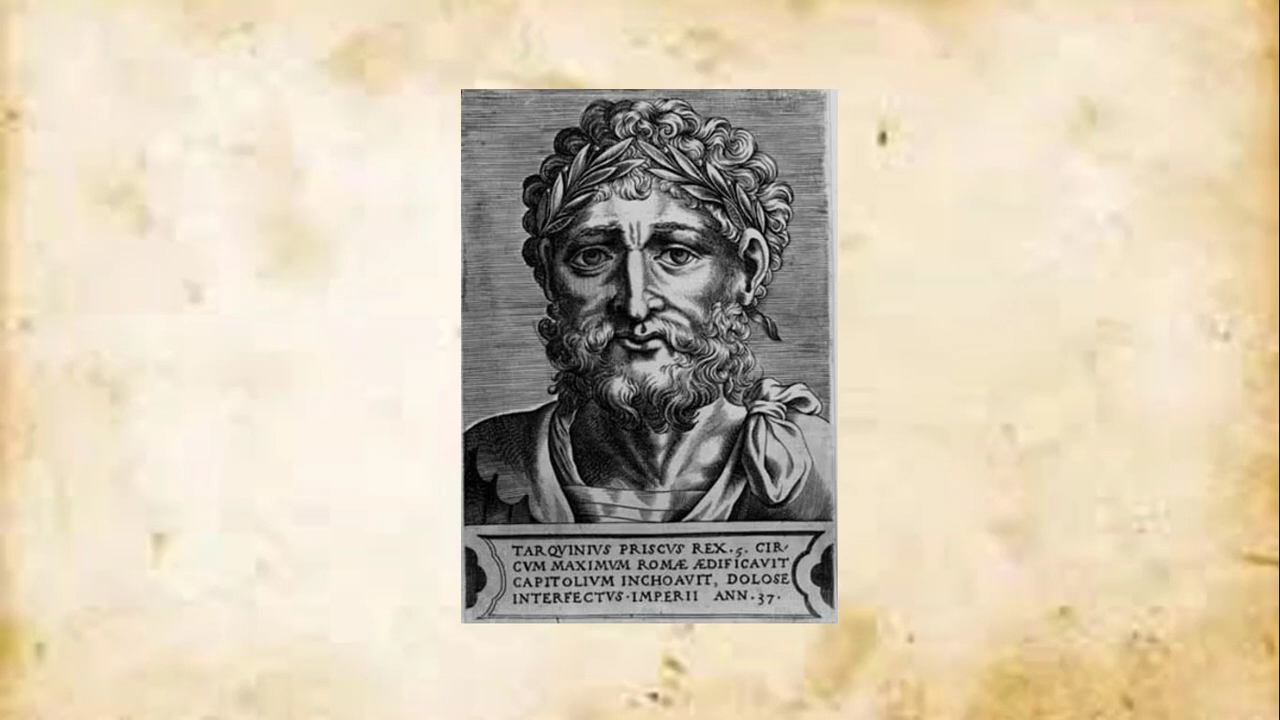 TARQVINIVS PRISCVS REX.5. CIR-
CVM MAXIMVM ROMÆ ÆDIFICAVIT
CAPITOLIVM INCHOAVIT, DOLOSE
INTERFECTVS·IMPERII ANN·37·